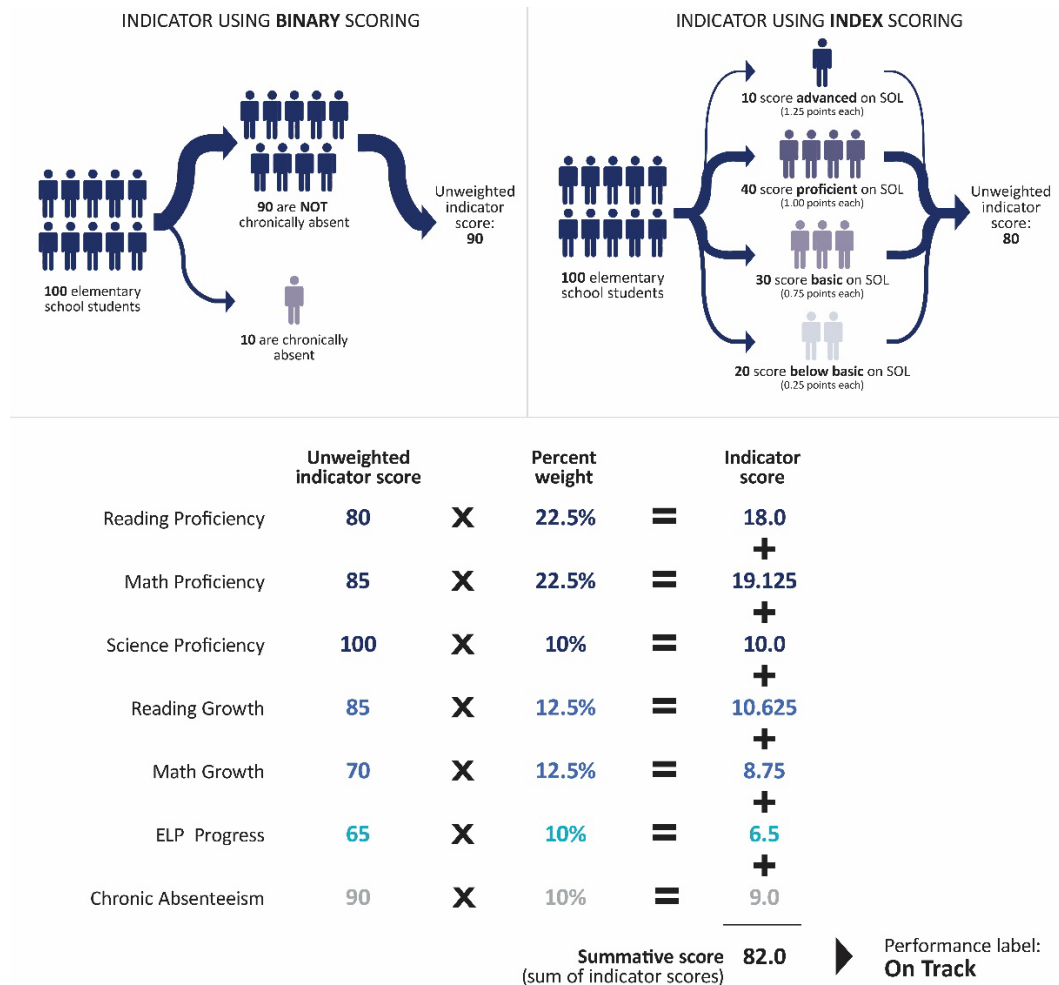 INDICATOR USING BINARY SCORING
100 elementary
school students
90 are NOT
chronically absent
10 are chronically
absent
Unweighted
indicator
score:
90
INDICATOR USING INDEX SCORING
100 elementary
school students
10 score advanced on SOL
(1.25 points each)
40 score proficient on SOL
(1.00 points each)
30 score basic on SOL
(0.75 points each)
20 score below basic on SOL
(0.25 points each)
Unweighted
indicator
score:
80
Unweighted
indicator score
Percent
weight
Indicator
score
Reading Proficiency 80 X 22.5% = 18.0
+
Math Proficiency 85 X 22.5% = 19.125
+
Science Proficiency 100 X 10% = 10.0
+
Reading Growth 85 X 12.5% = 10.625
+
Math Growth 70 X 12.5% = 8.75
+
ELP Progress 65 X 10% = 6.5
+
Chronic Absenteeism 90 X 10% = 9.0
Summative score 82.0
(sum of indicator scores)
Performance label:
On Track